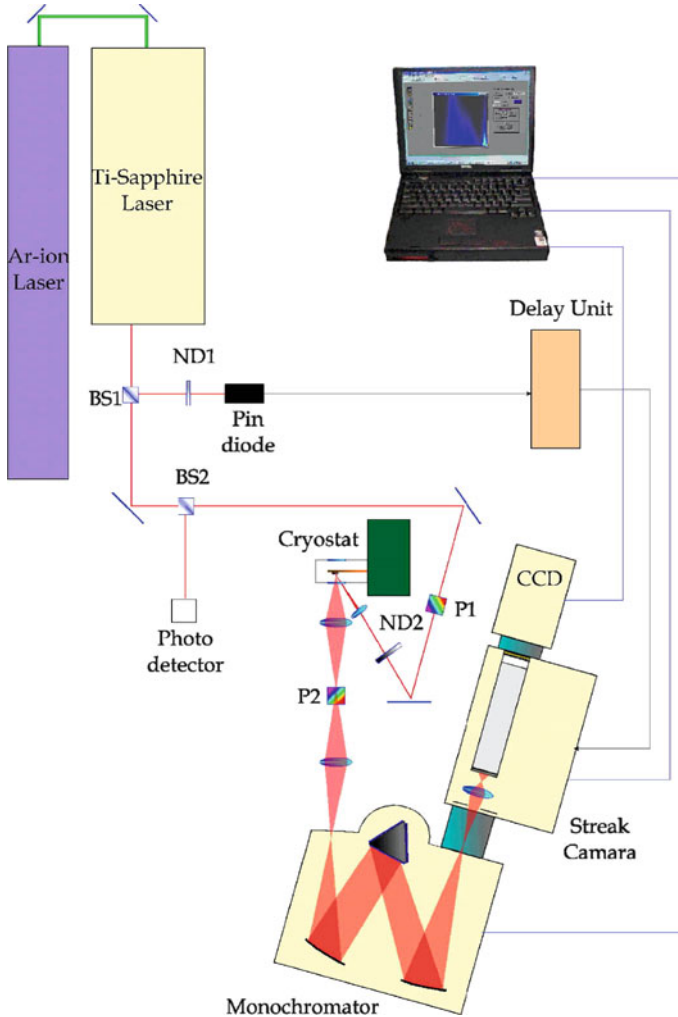 Ti-Sapphire
Laser
Ar-ion
Laser
Delay Unit
ND1
BS1
Pin
diode
BS2
Cryostat
CCD
P1
ND2
Photo
detector
P2
Streak
Camara
Monochromator